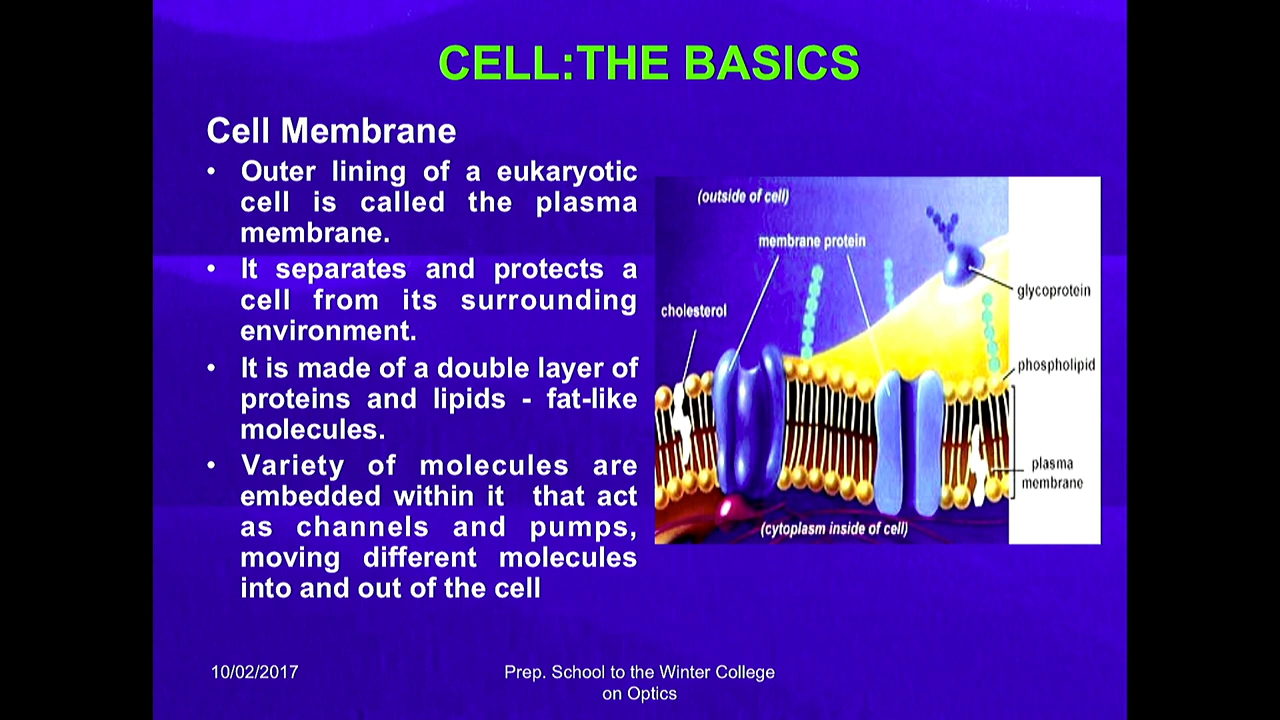 CELL:THE BASICS
Cell Membrane
• Outer lining of a eukaryotic
cell is called the plasma
membrane.
• It separates and protects a
cell from its surrounding
environment.
• It is made of a double layer of
proteins and lipids - fat-like
molecules.
• Variety of molecules are
embedded within it that act
as channels and pumps,
moving different molecules
into and out of the cell
(outside of cell)
membrane protein
cholesterol
glycoprotein
phospholipid
plasma
membrane
(cytoplasm inside of cell)
10/02/2017
Prep. School to the Winter College
on Optics